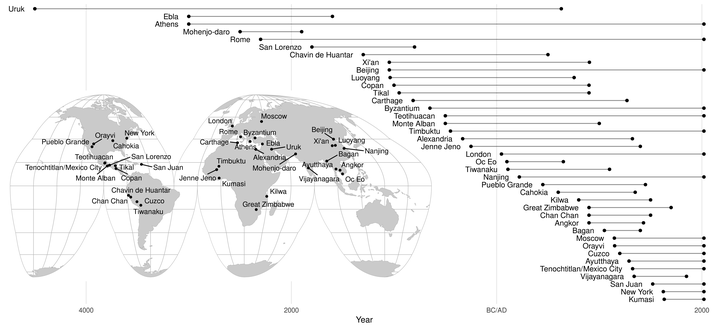 Uruk
Ebla
Athens
Mohenjo-daro
Rome
San Lorenzo
Chavin de Huantar
Xi'an
Beijing
Luoyang
Copan
Tikal
Carthage
Byzantium
Teotihuacan
Monte Alban
Timbuktu
Alexandria
Jenne Jeno
London
Oc Eo
Tiwanaku
Nanjing
Pueblo Grande
Cahokia
Kilwa
Great Zimbabwe
Chan Chan
Angkor
Bagan
Moscow
Orayvi
Cuzco
Ayutthaya
Tenochtitlan/Mexico City
Vijayanagara
San Juan
New York
Kumasi
Moscow
London
Rome Byzantium
Beijing
Orayvi New York
Pueblo Grande
Cahokia
Carthage
Athens Ebla Uruk
Xi'an Luoyang
Nanjing
Teotihuacan San Lorenzo
Alexandria
Bagan
Tenochtitlan/Mexico City Tikal San Juan
Timbuktu
Mohenjo-daro
Ayutthaya Angkor
Monte Alban Copan
Jenne Jeno
Kumasi
Vijayanagara Oc Eo
Chavin de Huantar
Kilwa
Chan Chan Cuzco
Great Zimbabwe
Tiwanaku
4000 2000 BC/AD 2000
Year